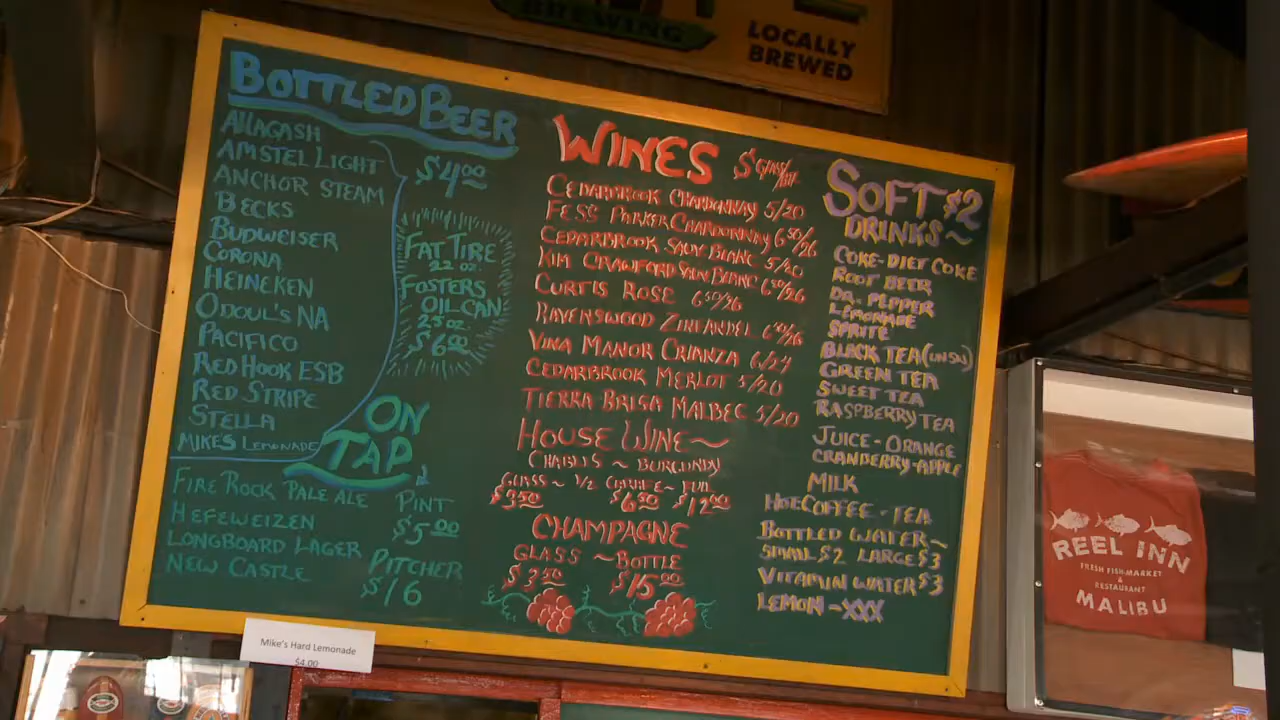 BREWING
LOCALLY
BREWED
BOTTLED BEER
ALLAGASH
AMSTEL LIGHT
ANCHOR STEAM
BECKS
BUDWEISER
CORONA
HEINEKEN
ODOUL'S NA
PACIFICO
RED HOOK ESB
RED STRIPE
STELLA
MIKE'S LEMONADE
$4.00
FAT TIRE
22 OZ.
FOSTERS
OIL CAN
25 OZ
$6.00
ON
TAP
FIRE ROCK PALE ALE
HEFEWEIZEN
LONGBOARD LAGER
NEW CASTLE
PINT
$5.00
PITCHER
$16
WINES $ GLASS/
CEDARBROOK CHARDONNAY 5/20
FESS PARKER CHARDONNAY 6.50/26
CEDARBROOK SAUV BLANC 5/20
KIM CRAWFORD SAUV BLANC 6.50/26
CURTIS ROSE 6.50/26
RAVENSWOOD ZINFANDEL 6.50/26
VINA MANOR CRIANZA 6/24
CEDARBROOK MERLOT 5/20
TIERRA BRISA MALBEC 5/20
HOUSE WINE~
CHABLIS ~ BURGUNDY
GLASS ~ 1/2 CARAFE ~ FULL
$3.50 $6.50 $12.00
CHAMPAGNE
GLASS ~ BOTTLE
$3.50 $15.00
SOFT $2
DRINKS~
COKE-DIET COKE
ROOT BEER
DR. PEPPER
LEMONADE
SPRITE
BLACK TEA
GREEN TEA
SWEET TEA
RASPBERRY TEA
JUICE-ORANGE
CRANBERRY-APPLE
MILK
HOT COFFEE-TEA
BOTTLED WATER~
SMALL $2 LARGE $3
VITAMIN WATER $3
LEMON-XXX
Mike's Hard Lemonade
$4.00
REEL INN
FRESH FISH MARKET
&
RESTAURANT
MALIBU